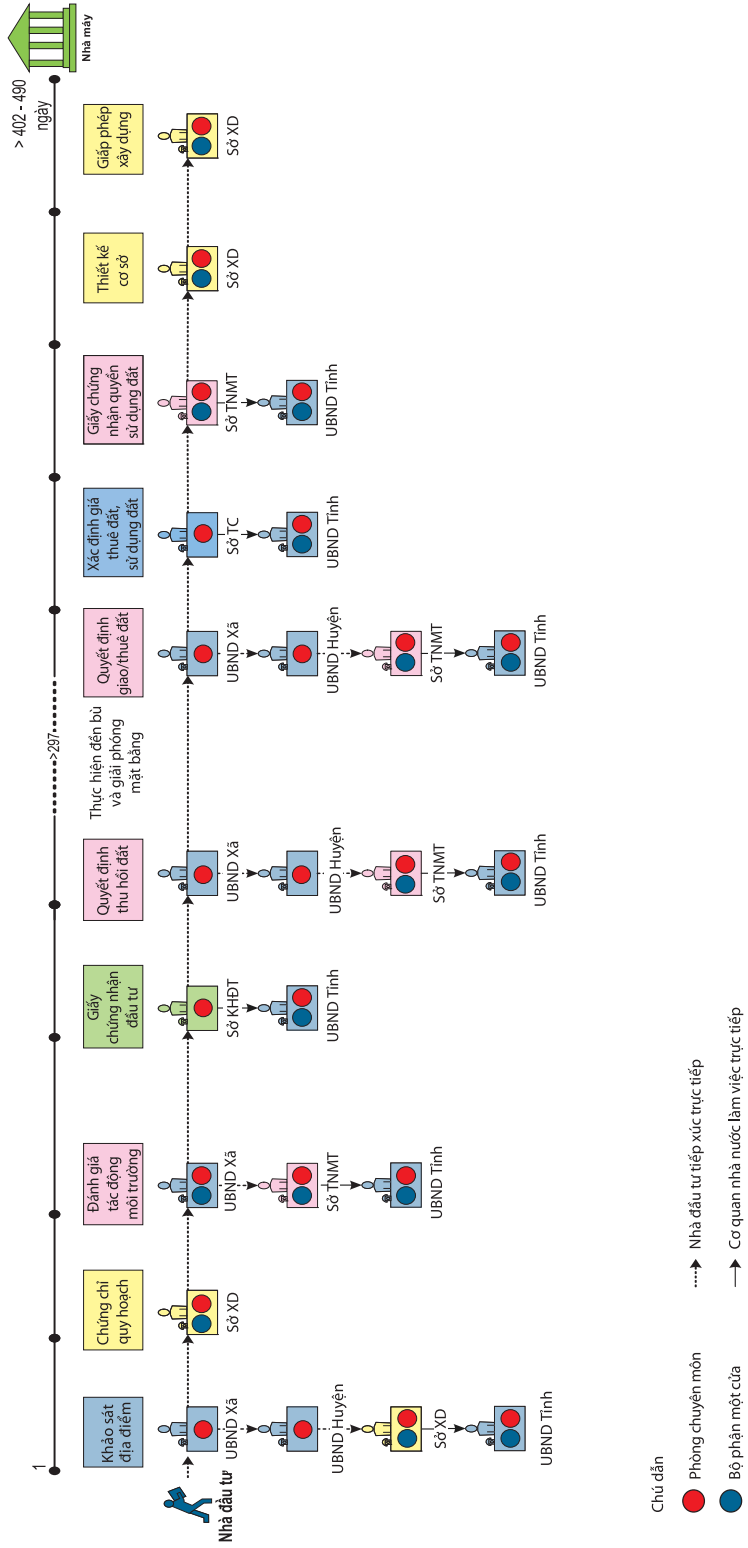 1
>297
> 402 - 490
ngày
Nhà máy
Khảo sát
địa điểm
Chứng chỉ
quy hoạch
Đánh giá
tác động
môi trường
Giấy
chứng nhận
đầu tư
Quyết định
thu hồi đất
Thực hiện đền bù
và giải phóng
mặt bằng
Quyết định
giao/thuê đất
Xác định giá
thuê đất,
sử dụng đất
Giấy chứng
nhận quyền
sử dụng đất
Thiết kế
cơ sở
Giấp phép
xây dựng
Nhà đầu tư
UBND Xã
UBND Huyện
Sở XD
UBND Tỉnh
Sở XD
UBND Xã
Sở TNMT
UBND Tỉnh
Sở KHĐT
UBND Tỉnh
UBND Xã
UBND Huyện
Sở TNMT
UBND Tỉnh
UBND Xã
UBND Huyện
Sở TNMT
UBND Tỉnh
Sở TC
UBND Tỉnh
Sở TNMT
UBND Tỉnh
Sở XD
Sở XD
Chú dẫn
Phòng chuyên môn
Bộ phận một cửa
Nhà đầu tư tiếp xúc trực tiếp
Cơ quan nhà nước làm việc trực tiếp